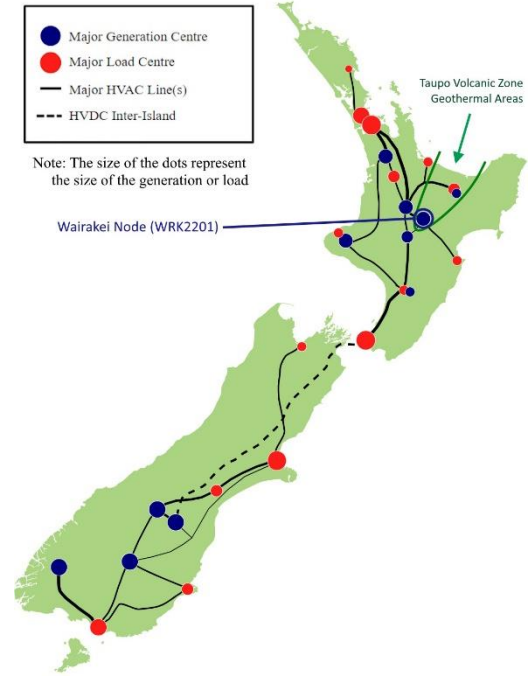 Major Generation Centre
Major Load Centre
Major HVAC Line(s)
HVDC Inter-Island
Note: The size of the dots represent
the size of the generation or load
Taupo Volcanic Zone
Geothermal Areas
Wairakei Node (WRK2201)